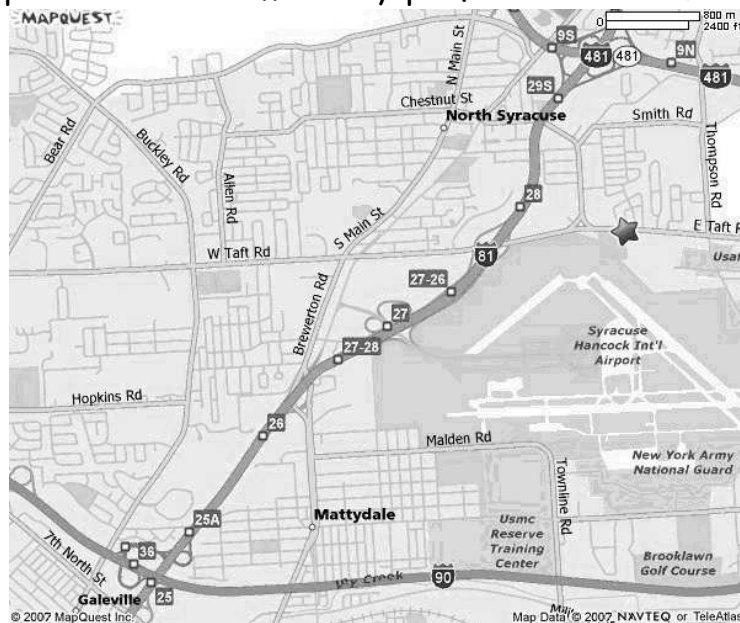 MAPQUEST
0
800 m
2400 ft
9S
481
481
9N
481
N Main St
29S
Chestnut St
North Syracuse
Smith Rd
Bear Rd
Buckley Rd
Thompson Rd
Allen Rd
28
S Main St
E Taft R
W Taft Rd
81
Usaf
27-26
Brewerton Rd
27
Syracuse
Hancock Int'l
Airport
27-28
Hopkins Rd
26
Malden Rd
New York Army
National Guard
Townline Rd
25A
Mattydale
Usmc
Reserve
Training
Center
36
7th North St
Brooklawn
Golf Course
Ley Creek
90
25
Galeville
© 2007 MapQuest Inc.
Map Data © 2007 NAVTEQ or TeleAtlas